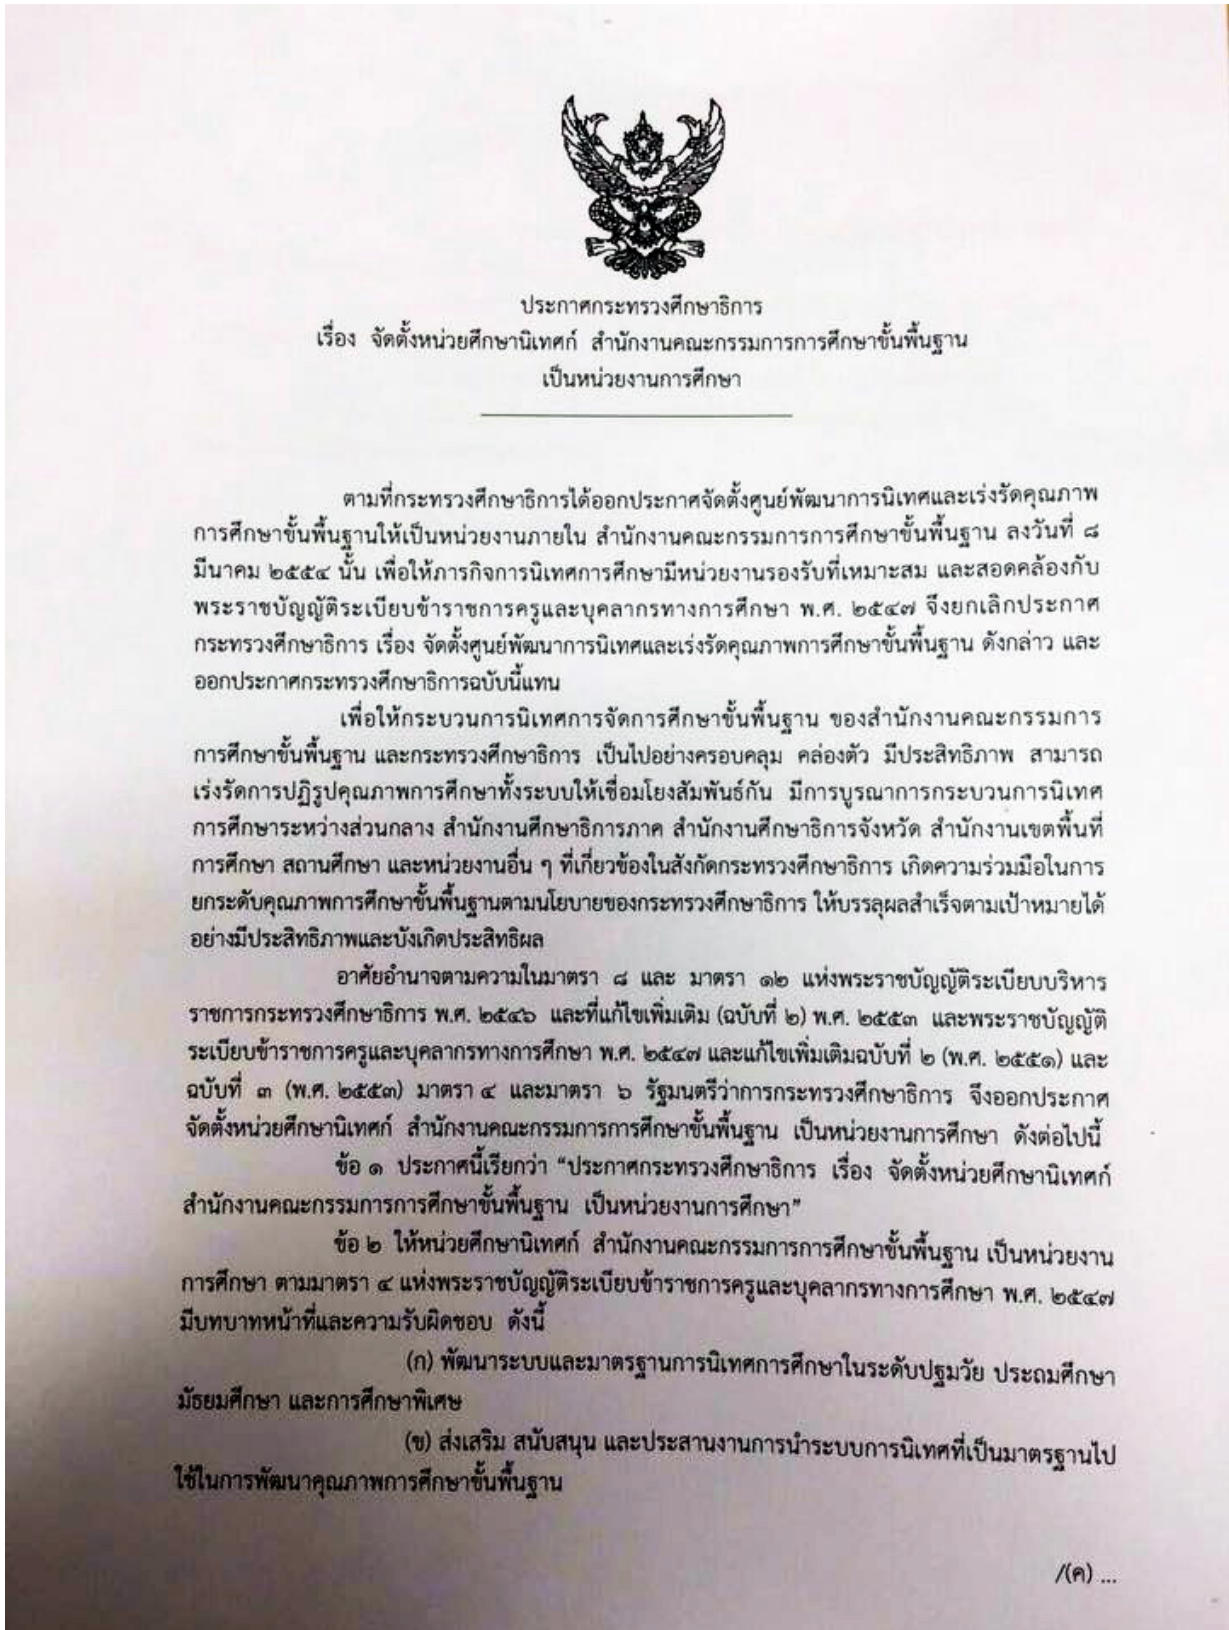 ประกาศกระทรวงศึกษาธิการ
เรื่อง จัดตั้งหน่วยศึกษานิเทศก์ สำนักงานคณะกรรมการการศึกษาขั้นพื้นฐาน
เป็นหน่วยงานการศึกษา
ตามที่กระทรวงศึกษาธิการได้ออกประกาศจัดตั้งศูนย์พัฒนาการนิเทศและเร่งรัดคุณภาพ
การศึกษาขั้นพื้นฐานให้เป็นหน่วยงานภายใน สำนักงานคณะกรรมการการศึกษาขั้นพื้นฐาน ลงวันที่ ๘
มีนาคม ๒๕๕๔ นั้น เพื่อให้ภารกิจการนิเทศการศึกษามีหน่วยงานรองรับที่เหมาะสม และสอดคล้องกับ
พระราชบัญญัติระเบียบข้าราชการครูและบุคลากรทางการศึกษา พ.ศ. ๒๕๔๗ จึงยกเลิกประกาศ
กระทรวงศึกษาธิการ เรื่อง จัดตั้งศูนย์พัฒนาการนิเทศและเร่งรัดคุณภาพการศึกษาขั้นพื้นฐาน ดังกล่าว และ
ออกประกาศกระทรวงศึกษาธิการฉบับนี้แทน
เพื่อให้กระบวนการนิเทศการจัดการศึกษาขั้นพื้นฐาน ของสำนักงานคณะกรรมการ
การศึกษาขั้นพื้นฐาน และกระทรวงศึกษาธิการ เป็นไปอย่างครอบคลุม คล่องตัว มีประสิทธิภาพ สามารถ
เร่งรัดการปฏิรูปคุณภาพการศึกษาทั้งระบบให้เชื่อมโยงสัมพันธ์กัน มีการบูรณาการกระบวนการนิเทศ
การศึกษาระหว่างส่วนกลาง สำนักงานศึกษาธิการภาค สำนักงานศึกษาธิการจังหวัด สำนักงานเขตพื้นที่
การศึกษา สถานศึกษา และหน่วยงานอื่น ๆ ที่เกี่ยวข้องในสังกัดกระทรวงศึกษาธิการ เกิดความร่วมมือในการ
ยกระดับคุณภาพการศึกษาขั้นพื้นฐานตามนโยบายของกระทรวงศึกษาธิการ ให้บรรลุผลสำเร็จตามเป้าหมายได้
อย่างมีประสิทธิภาพและบังเกิดประสิทธิผล
อาศัยอำนาจตามความในมาตรา ๘ และ มาตรา ๑๒ แห่งพระราชบัญญัติระเบียบบริหาร
ราชการกระทรวงศึกษาธิการ พ.ศ. ๒๕๔๖ และที่แก้ไขเพิ่มเติม (ฉบับที่ ๒) พ.ศ. ๒๕๕๓ และพระราชบัญญัติ
ระเบียบข้าราชการครูและบุคลากรทางการศึกษา พ.ศ. ๒๕๔๗ และแก้ไขเพิ่มเติมฉบับที่ ๒ (พ.ศ. ๒๕๕๑) และ
ฉบับที่ ๓ (พ.ศ. ๒๕๕๓) มาตรา ๔ และมาตรา ๖ รัฐมนตรีว่าการกระทรวงศึกษาธิการ จึงออกประกาศ
จัดตั้งหน่วยศึกษานิเทศก์ สำนักงานคณะกรรมการการศึกษาขั้นพื้นฐาน เป็นหน่วยงานการศึกษา ดังต่อไปนี้
ข้อ ๑ ประกาศนี้เรียกว่า “ประกาศกระทรวงศึกษาธิการ เรื่อง จัดตั้งหน่วยศึกษานิเทศก์
สำนักงานคณะกรรมการการศึกษาขั้นพื้นฐาน เป็นหน่วยงานการศึกษา”
ข้อ ๒ ให้หน่วยศึกษานิเทศก์ สำนักงานคณะกรรมการการศึกษาขั้นพื้นฐาน เป็นหน่วยงาน
การศึกษา ตามมาตรา ๔ แห่งพระราชบัญญัติระเบียบข้าราชการครูและบุคลากรทางการศึกษา พ.ศ. ๒๕๔๗
มีบทบาทหน้าที่และความรับผิดชอบ ดังนี้
(ก) พัฒนาระบบและมาตรฐานการนิเทศการศึกษาในระดับปฐมวัย ประถมศึกษา
มัธยมศึกษา และการศึกษาพิเศษ
(ข) ส่งเสริม สนับสนุน และประสานงานการนำระบบการนิเทศที่เป็นมาตรฐานไป
ใช้ในการพัฒนาคุณภาพการศึกษาขั้นพื้นฐาน
/(ค) ...